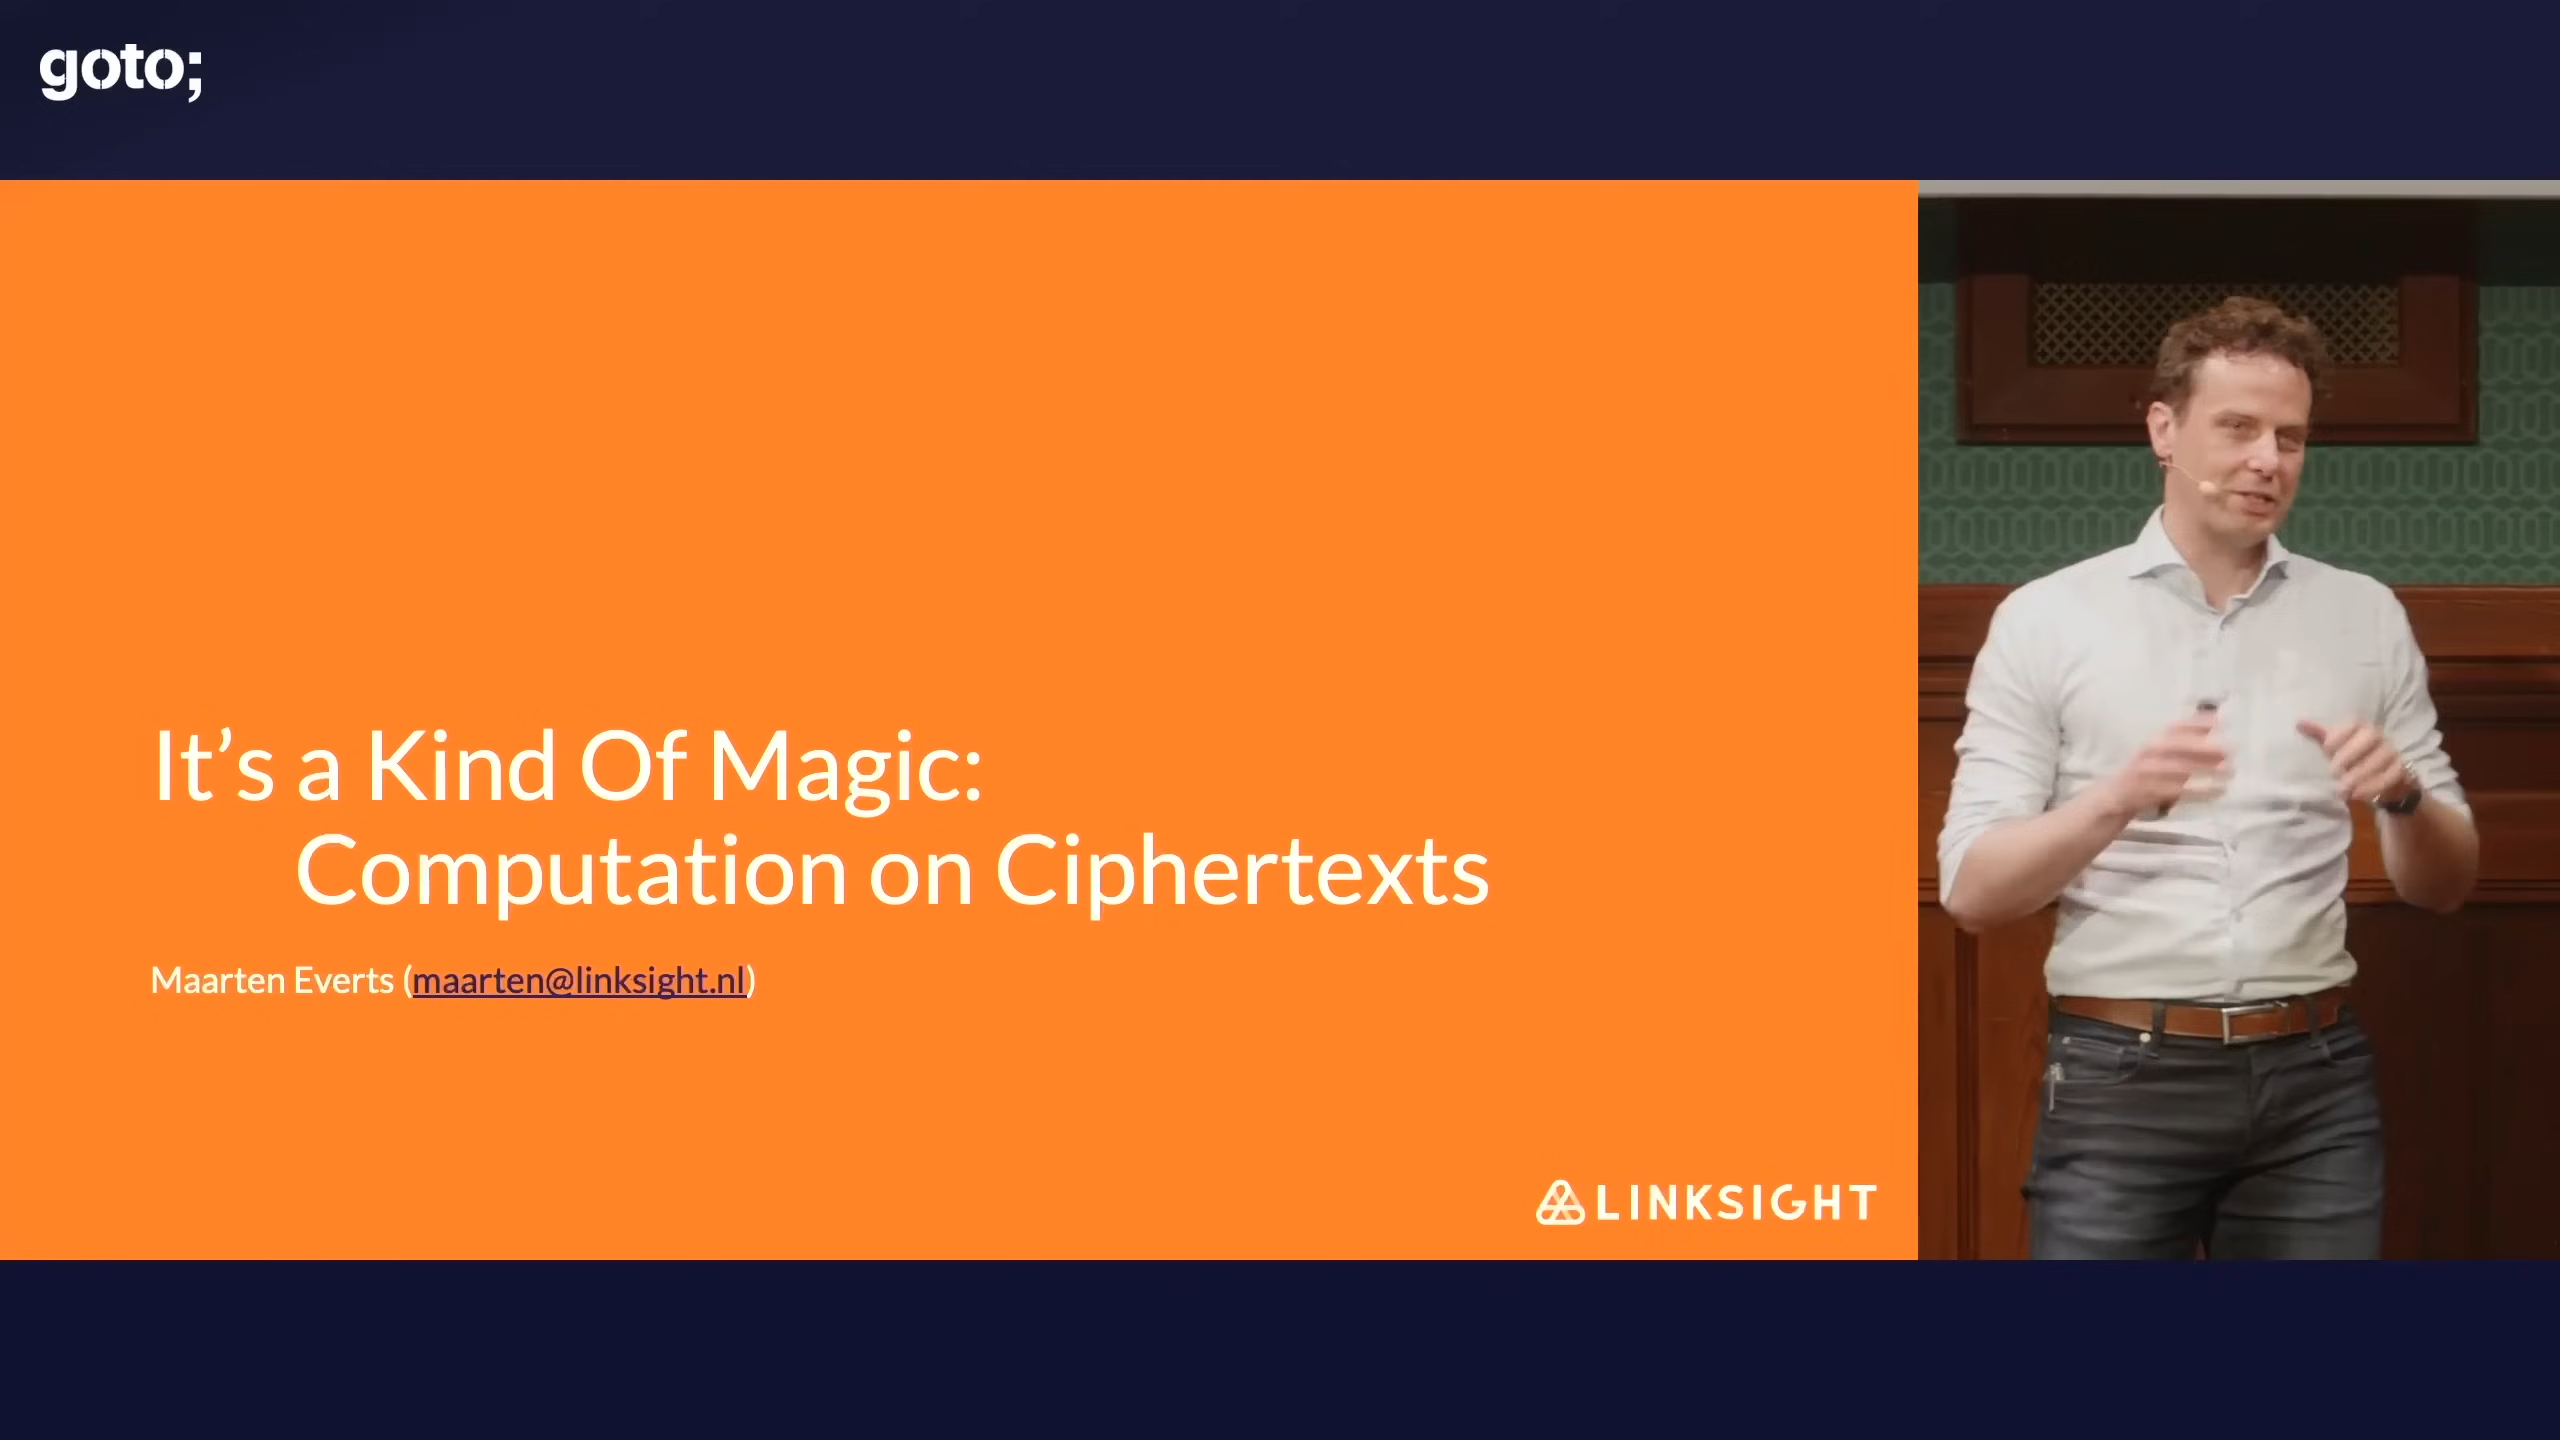 goto;
It’s a Kind Of Magic:
Computation on Ciphertexts
Maarten Everts (maarten@linksight.nl)
LINKSIGHT